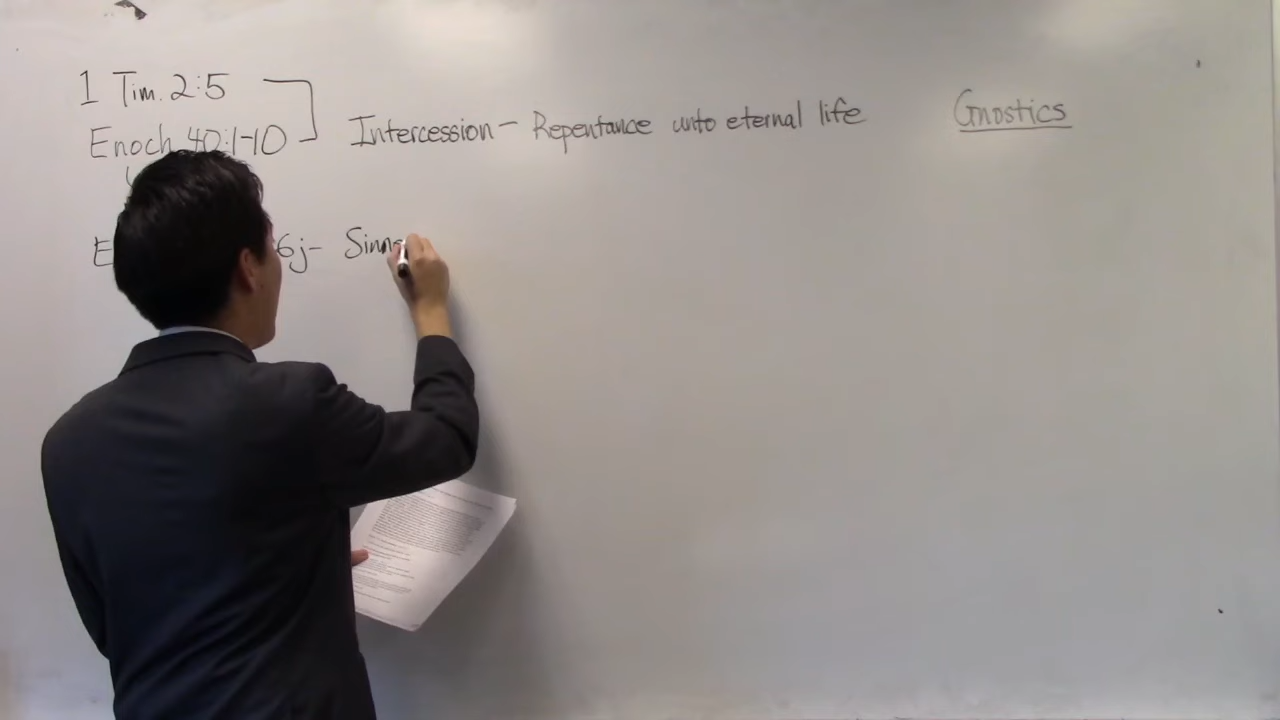 1 Tim. 2:5
Enoch 40:1-10
Intercession - Repentance unto eternal life
Gnostics
E 6j- Sinn